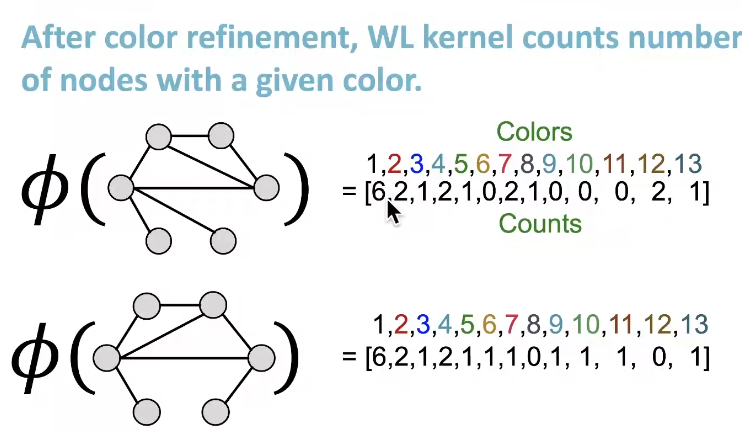 After color refinement, WL kernel counts number
of nodes with a given color.
Colors
1,2,3,4,5,6,7,8,9,10,11,12,13
ϕ( ) = [6,2,1,2,1,0,2,1,0, 0, 0, 2, 1]
Counts
1,2,3,4,5,6,7,8,9,10,11,12,13
ϕ( ) = [6,2,1,2,1,1,1,0,1, 1, 1, 0, 1]